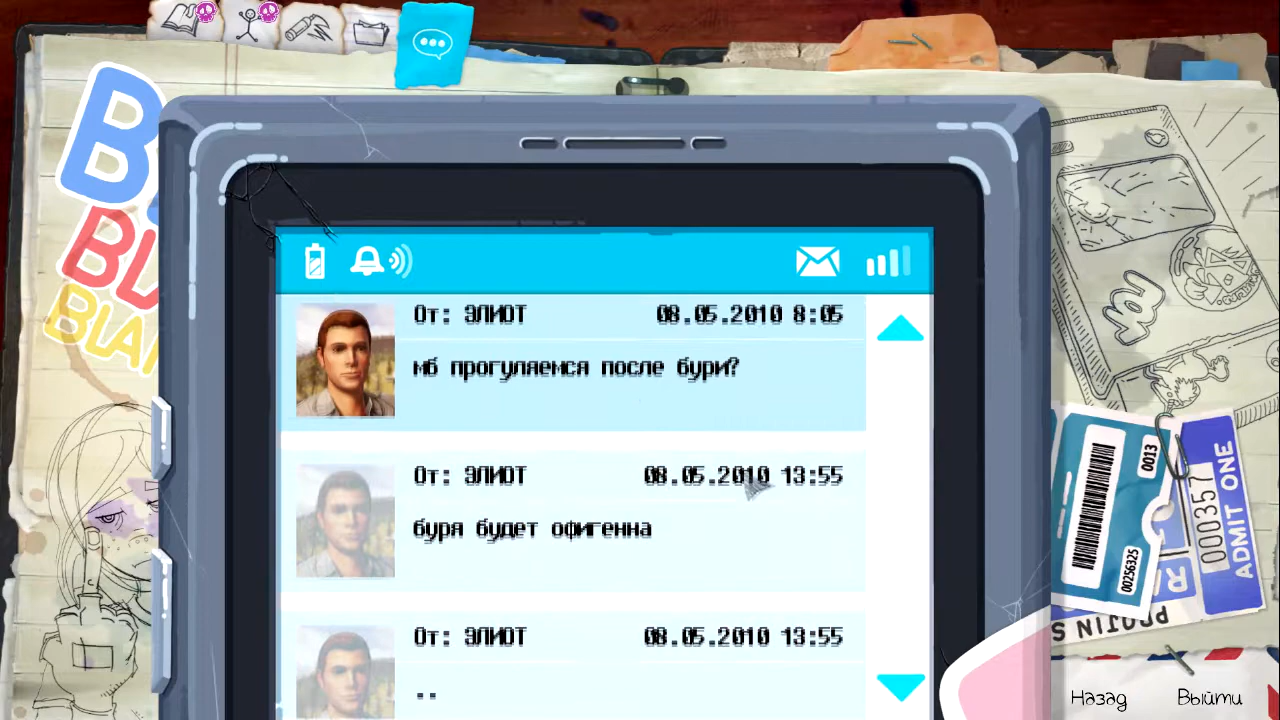 От: ЭЛИОТ 08.05.2010 8:05
мб прогуляемся после бури?
От: ЭЛИОТ 08.05.2010 13:55
буря будет офигенна
От: ЭЛИОТ 08.05.2010 13:55
..
0013
00256325
000357
ADMIT ONE
Назад Выйти